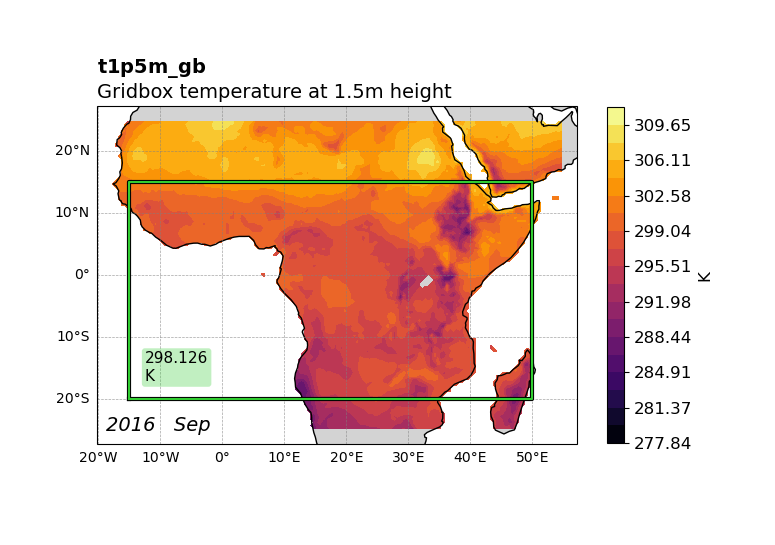 t1p5m_gb
Gridbox temperature at 1.5m height
20°N
10°N
0°
10°S
20°S
298.126
K
2016 Sep
20°W 10°W 0° 10°E 20°E 30°E 40°E 50°E
309.65
306.11
302.58
299.04
295.51
291.98
288.44
284.91
281.37
277.84
K